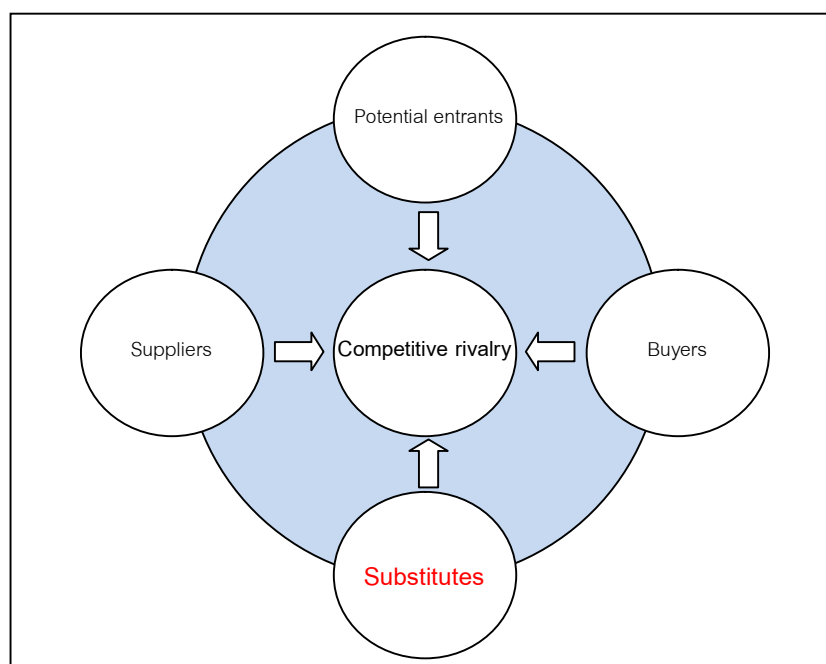 Potential entrants
Suppliers
Competitive rivalry
Buyers
Substitutes